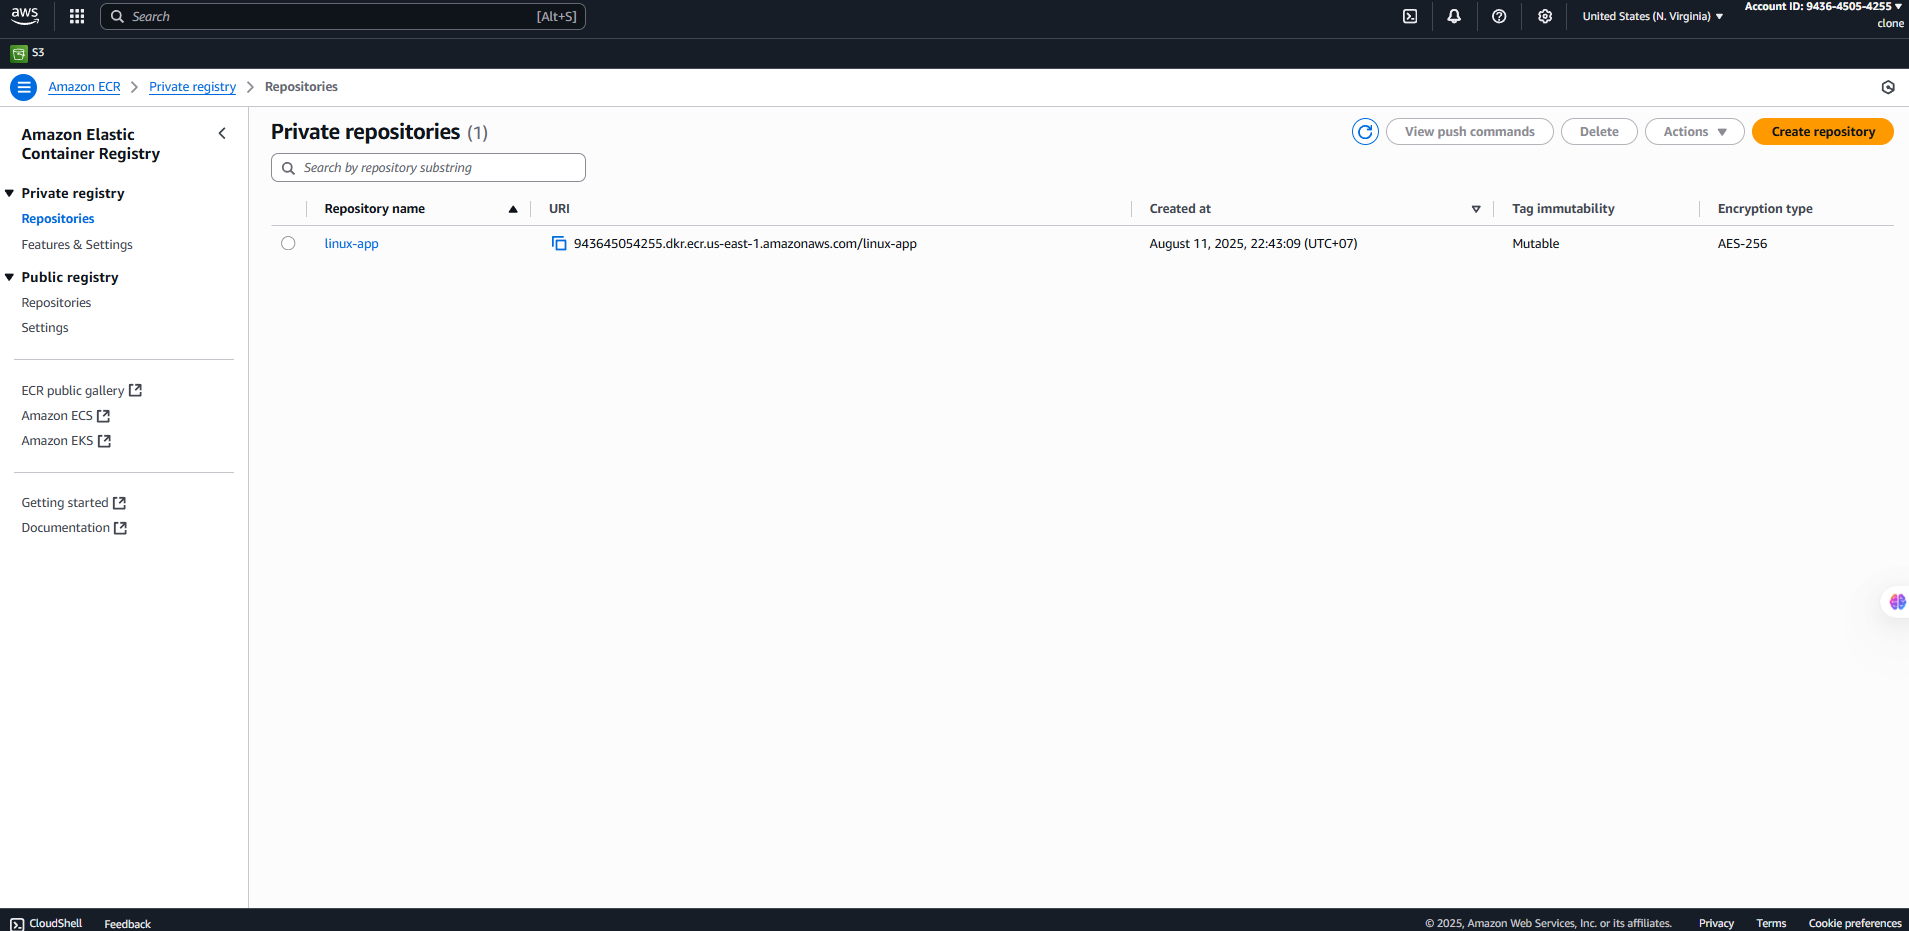 aws
Search [Alt+S]
United States (N. Virginia)
Account ID: 9436-4505-4255
clone
S3
Amazon ECR
Private registry
Repositories
Amazon Elastic
Container Registry
Private registry
Repositories
Features & Settings
Public registry
Repositories
Settings
ECR public gallery
Amazon ECS
Amazon EKS
Getting started
Documentation
Private repositories (1)
View push commands
Delete
Actions
Create repository
Search by repository substring
Repository name URI Created at Tag immutability Encryption type
linux-app 943645054255.dkr.ecr.us-east-1.amazonaws.com/linux-app August 11, 2025, 22:43:09 (UTC+07) Mutable AES-256
CloudShell Feedback © 2025, Amazon Web Services, Inc. or its affiliates. Privacy Terms Cookie preferences